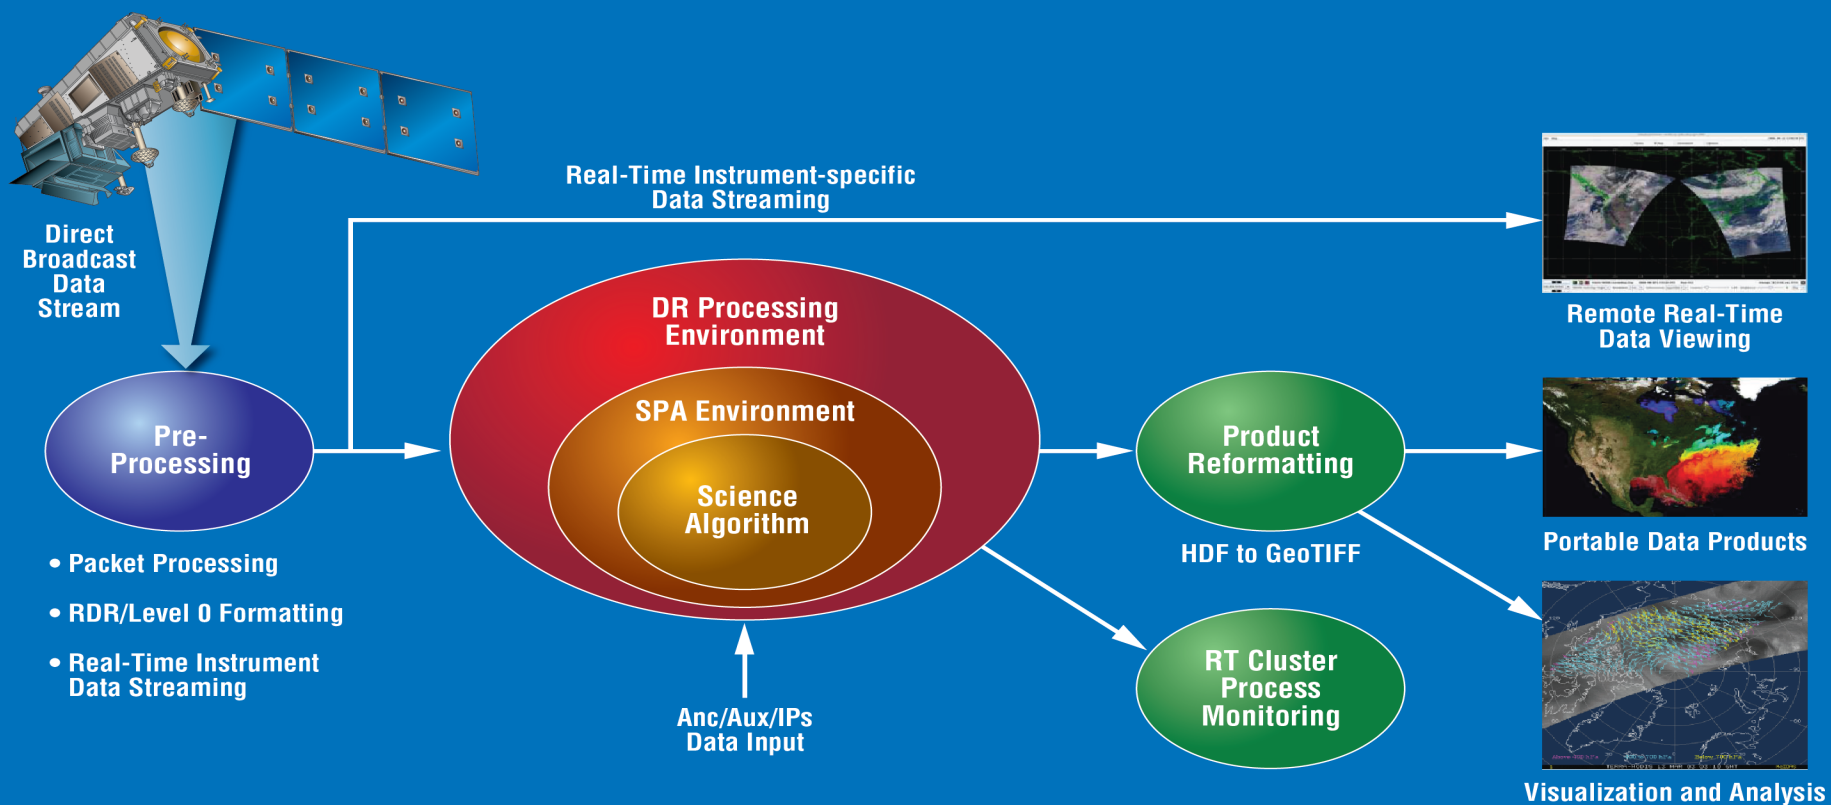 Real-Time Instrument-specific
Data Streaming
Direct
Broadcast
Data
Stream
DR Processing
Environment
Remote Real-Time
Data Viewing
SPA Environment
Pre-
Processing
Product
Reformatting
Science
Algorithm
Portable Data Products
HDF to GeoTIFF
• Packet Processing
• RDR/Level 0 Formatting
• Real-Time Instrument
Data Streaming
RT Cluster
Process
Monitoring
Anc/Aux/IPs
Data Input
Visualization and Analysis